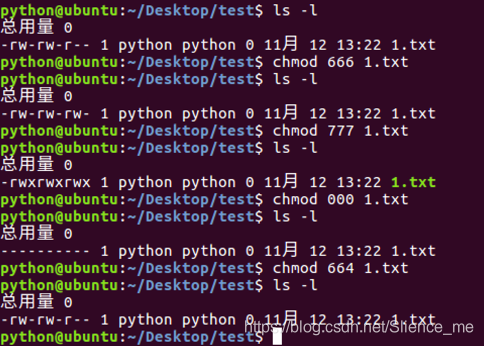 python@ubuntu:~/Desktop/test$ ls -l
总用量 0
-rw-rw-r-- 1 python python 0 11月 12 13:22 1.txt
python@ubuntu:~/Desktop/test$ chmod 666 1.txt
python@ubuntu:~/Desktop/test$ ls -l
总用量 0
-rw-rw-rw- 1 python python 0 11月 12 13:22 1.txt
python@ubuntu:~/Desktop/test$ chmod 777 1.txt
python@ubuntu:~/Desktop/test$ ls -l
总用量 0
-rwxrwxrwx 1 python python 0 11月 12 13:22 1.txt
python@ubuntu:~/Desktop/test$ chmod 000 1.txt
python@ubuntu:~/Desktop/test$ ls -l
总用量 0
---------- 1 python python 0 11月 12 13:22 1.txt
python@ubuntu:~/Desktop/test$ chmod 664 1.txt
python@ubuntu:~/Desktop/test$ ls -l
总用量 0
-rw-rw-r-- 1 python python 0 11月 12 13:22 1.txt
python@ubuntu:~/Desktop/test$
https://blog.csdn.net/Silence_me